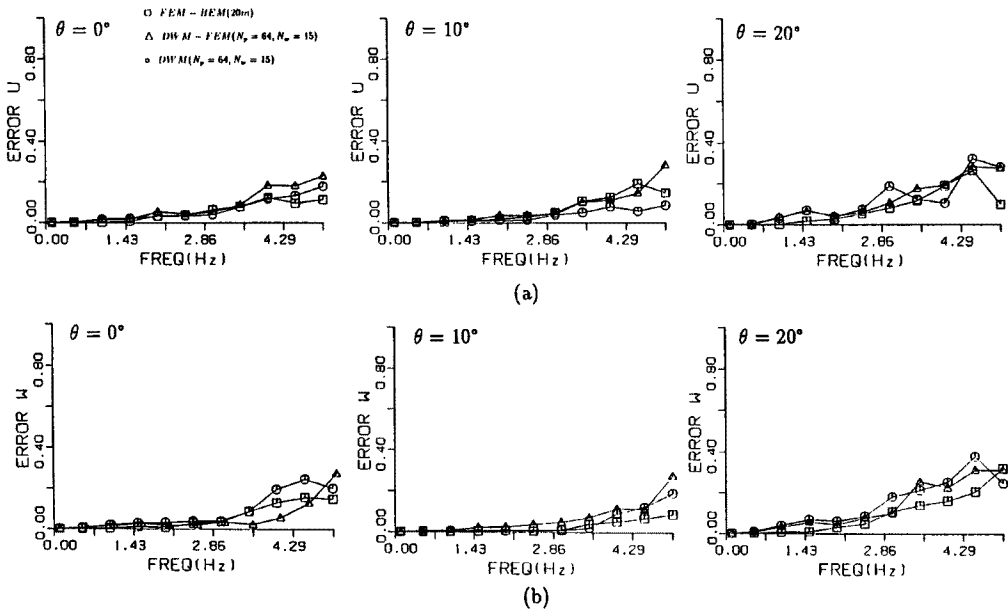 (a)
θ = 0°
FEM – BEM(20m)
DWM – FEM(Nₚ = 64, N_w = 15)
DWM(Nₚ = 64, N_w = 15)
ERROR U
0.00 0.40 0.80
0.00 1.43 2.86 4.29
FREQ(Hz)
θ = 10°
ERROR U
0.00 0.40 0.80
0.00 1.43 2.86 4.29
FREQ(Hz)
θ = 20°
ERROR U
0.00 0.40 0.80
0.00 1.43 2.86 4.29
FREQ(Hz)
(a)
θ = 0°
ERROR W
0.00 0.40 0.80
0.00 1.43 2.86 4.29
FREQ(Hz)
θ = 10°
ERROR W
0.00 0.40 0.80
0.00 1.43 2.86 4.29
FREQ(Hz)
θ = 20°
ERROR W
0.00 0.40 0.80
0.00 1.43 2.86 4.29
FREQ(Hz)
(b)